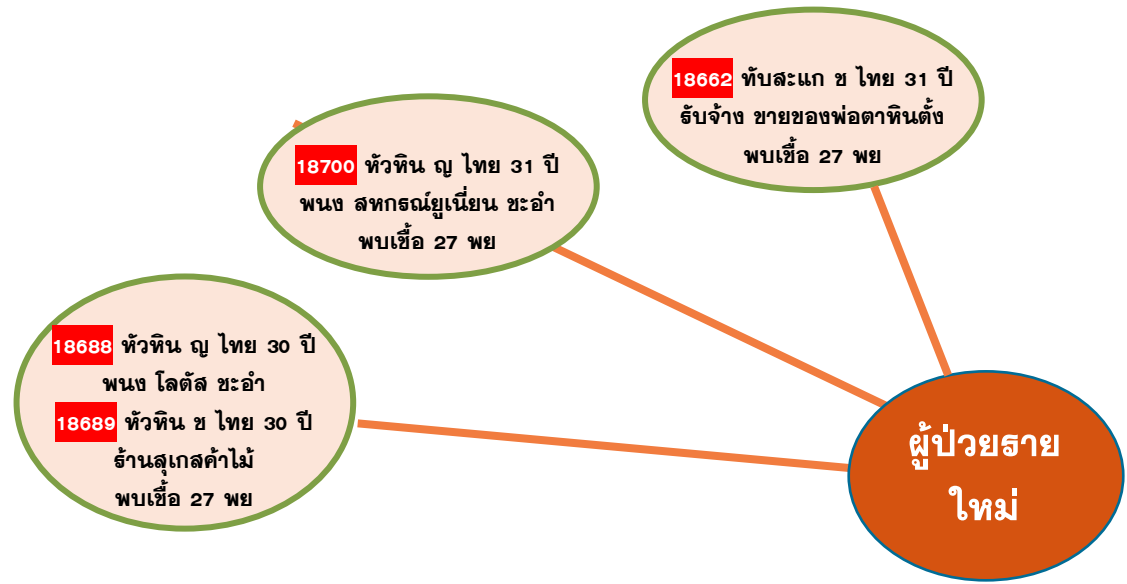 18662 ทับสะแก ช ไทย 31 ปี
รับจ้าง ขายของพ่อตาหินตั้ง
พบเชื้อ 27 พย
18700 หัวหิน ญ ไทย 31 ปี
พนง สหกรณ์ยูเนี่ยน ชะอำ
พบเชื้อ 27 พย
18688 หัวหิน ญ ไทย 30 ปี
พนง โลตัส ชะอำ
18689 หัวหิน ช ไทย 30 ปี
ร้านสุเกสค้าไม้
พบเชื้อ 27 พย
ผู้ป่วยราย
ใหม่